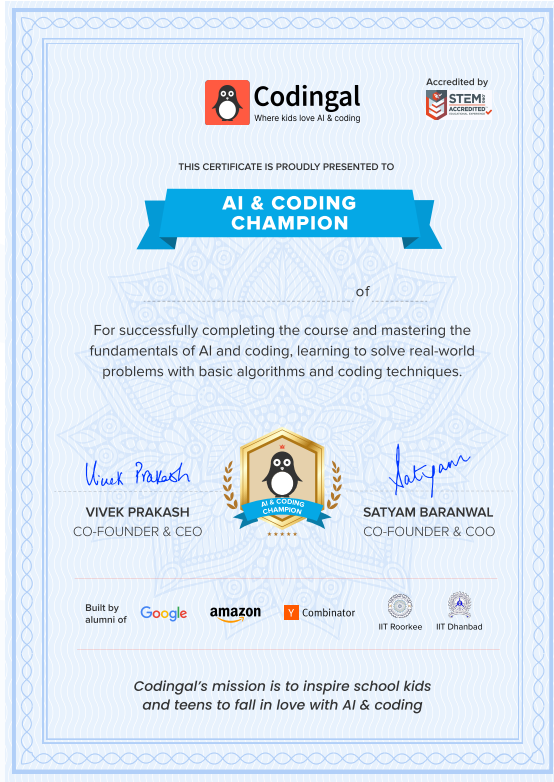 Codingal
Where kids love AI & coding
Accredited by
STEM.ORG
ACCREDITED
EDUCATIONAL EXPERIENCE
THIS CERTIFICATE IS PROUDLY PRESENTED TO
AI & CODING
CHAMPION
of
For successfully completing the course and mastering the
fundamentals of AI and coding, learning to solve real-world
problems with basic algorithms and coding techniques.
Vivek Prakash
Satyam
AI & CODING
CHAMPION
VIVEK PRAKASH
CO-FOUNDER & CEO
SATYAM BARANWAL
CO-FOUNDER & COO
Built by
alumni of
Google
amazon
Y Combinator
IIT Roorkee
IIT Dhanbad
Codingal's mission is to inspire school kids
and teens to fall in love with AI & coding